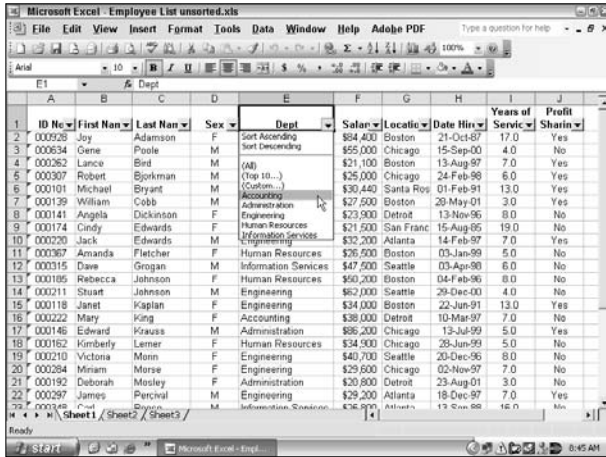 Microsoft Excel - Employee List unsorted.xls
File Edit View Insert Format Tools Data Window Help Adobe PDF Type a question for help
100%
Arial 10 B I U $ %
E1 fx Dept
A B C D E F G H I J
Years of Profit
1 ID No First Nan Last Nan Sex Dept Salar Locatio Date Hire Servic Sharin
2 000928 Joy Adamson F Sort Ascending $84,400 Boston 21-Oct-87 17.0 Yes
3 000634 Gene Poole M Sort Descending $55,000 Chicago 15-Sep-00 4.0 No
4 000262 Lance Bird M (All) $21,100 Boston 13-Aug-97 7.0 Yes
5 000307 Robert Bjorkman M (Top 10...) $25,000 Chicago 24-Feb-98 6.0 Yes
(Custom...)
6 000101 Michael Bryant M Accounting $30,440 Santa Ros 01-Feb-91 13.0 Yes
7 000139 William Cobb M Administration $27,500 Boston 28-May-01 3.0 Yes
8 000141 Angela Dickinson F Engineering $23,900 Detroit 13-Nov-96 8.0 No
9 000174 Cindy Edwards F Human Resources $21,500 San Franc 15-Aug-85 19.0 No
Information Services
10 000220 Jack Edwards M Engineering $32,200 Atlanta 14-Feb-97 7.0 Yes
11 000367 Amanda Fletcher F Human Resources $26,500 Boston 03-Jan-99 5.0 No
12 000315 Dave Grogan M Information Services $47,500 Seattle 03-Apr-98 6.0 No
13 000185 Rebecca Johnson F Human Resources $50,200 Boston 04-Feb-96 8.0 No
14 000211 Stuart Johnson M Engineering $62,000 Seattle 29-Dec-00 4.0 No
15 000118 Janet Kaplan F Engineering $34,000 Boston 22-Jun-91 13.0 Yes
16 000222 Mary King F Accounting $38,000 Detroit 10-Mar-97 7.0 No
17 000146 Edward Krauss M Administration $86,200 Chicago 13-Jul-99 5.0 Yes
18 000162 Kimberly Lerner F Human Resources $34,900 Chicago 28-Jun-99 5.0 No
19 000210 Victoria Morin F Engineering $40,700 Seattle 20-Dec-96 8.0 No
20 000284 Miriam Morse F Engineering $29,600 Chicago 02-Nov-97 7.0 No
21 000192 Deborah Mosley F Administration $20,800 Detroit 23-Aug-01 3.0 No
22 000297 James Percival M Engineering $29,200 Atlanta 18-Dec-97 7.0 Yes
Sheet1 Sheet2 Sheet3
Ready
start Microsoft Excel - Empl... 8:45 AM